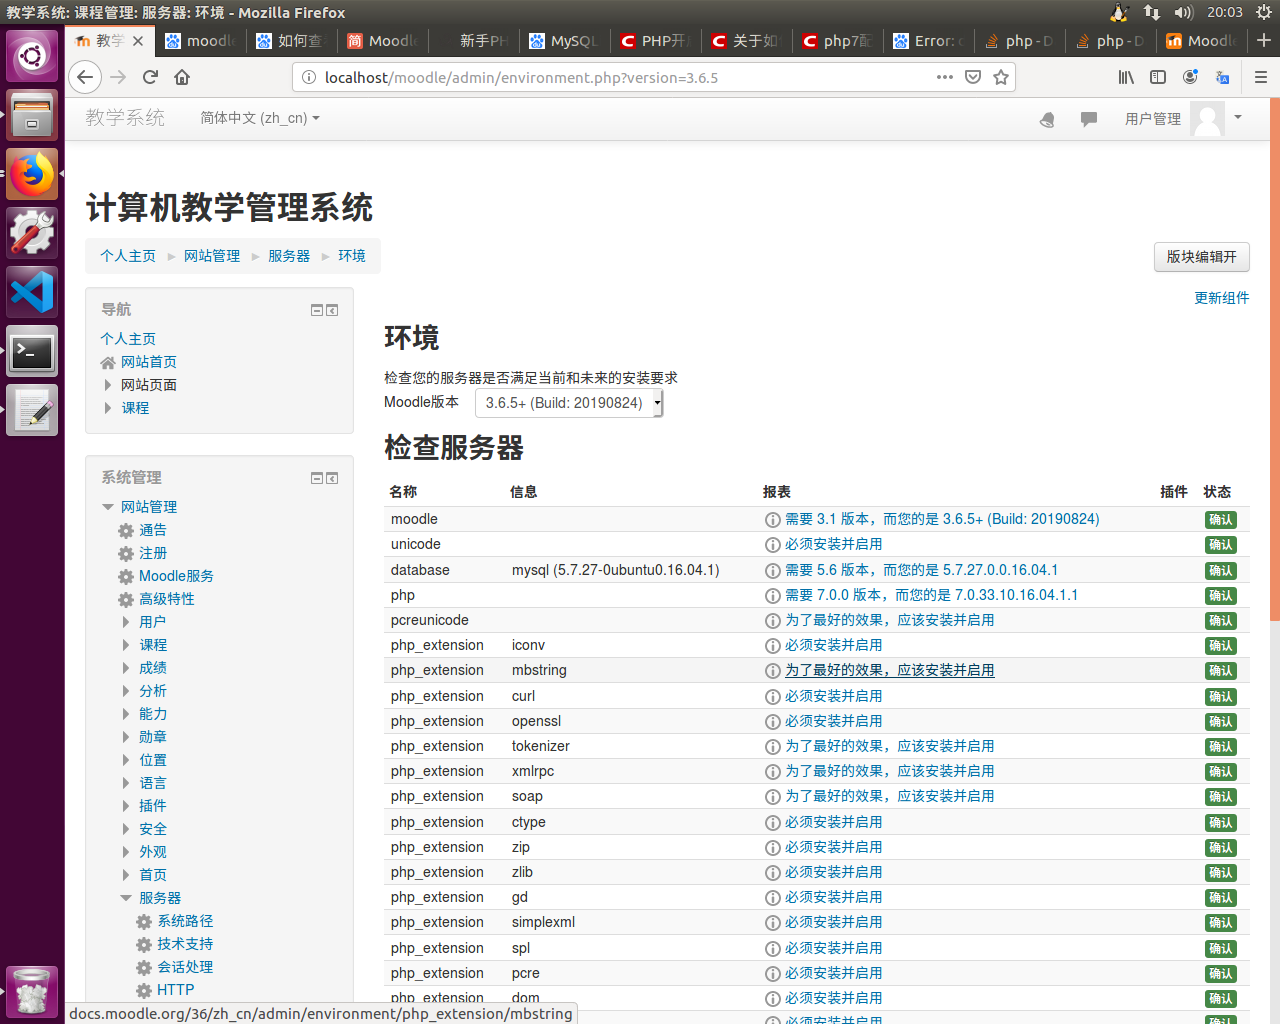 教学系统: 课程管理: 服务器: 环境 - Mozilla Firefox
20:03
教学
moodle
如何查
Moodle
新手PH
MySQL
PHP开
关于如
php7配
Error:
php - D
php - D
Moodl
localhost/moodle/admin/environment.php?version=3.6.5
教学系统
简体中文 (zh_cn)
用户管理
计算机教学管理系统
个人主页
网站管理
服务器
环境
版块编辑开
更新组件
导航
个人主页
网站首页
网站页面
课程
系统管理
网站管理
通告
注册
Moodle服务
高级特性
用户
课程
成绩
分析
能力
勋章
位置
语言
插件
安全
外观
首页
服务器
系统路径
技术支持
会话处理
HTTP
环境
检查您的服务器是否满足当前和未来的安装要求
Moodle版本 3.6.5+ (Build: 20190824)
检查服务器
名称 信息 报表 插件 状态
moodle 需要 3.1 版本，而您的是 3.6.5+ (Build: 20190824) 确认
unicode 必须安装并启用 确认
database mysql (5.7.27-0ubuntu0.16.04.1) 需要 5.6 版本，而您的是 5.7.27.0.0.16.04.1 确认
php 需要 7.0.0 版本，而您的是 7.0.33.10.16.04.1.1 确认
pcreunicode 为了最好的效果，应该安装并启用 确认
php_extension iconv 必须安装并启用 确认
php_extension mbstring 为了最好的效果，应该安装并启用 确认
php_extension curl 必须安装并启用 确认
php_extension openssl 必须安装并启用 确认
php_extension tokenizer 为了最好的效果，应该安装并启用 确认
php_extension xmlrpc 为了最好的效果，应该安装并启用 确认
php_extension soap 为了最好的效果，应该安装并启用 确认
php_extension ctype 必须安装并启用 确认
php_extension zip 必须安装并启用 确认
php_extension zlib 必须安装并启用 确认
php_extension gd 必须安装并启用 确认
php_extension simplexml 必须安装并启用 确认
php_extension spl 必须安装并启用 确认
php_extension pcre 必须安装并启用 确认
php_extension dom 必须安装并启用 确认
必须安装并启用 确认
docs.moodle.org/36/zh_cn/admin/environment/php_extension/mbstring